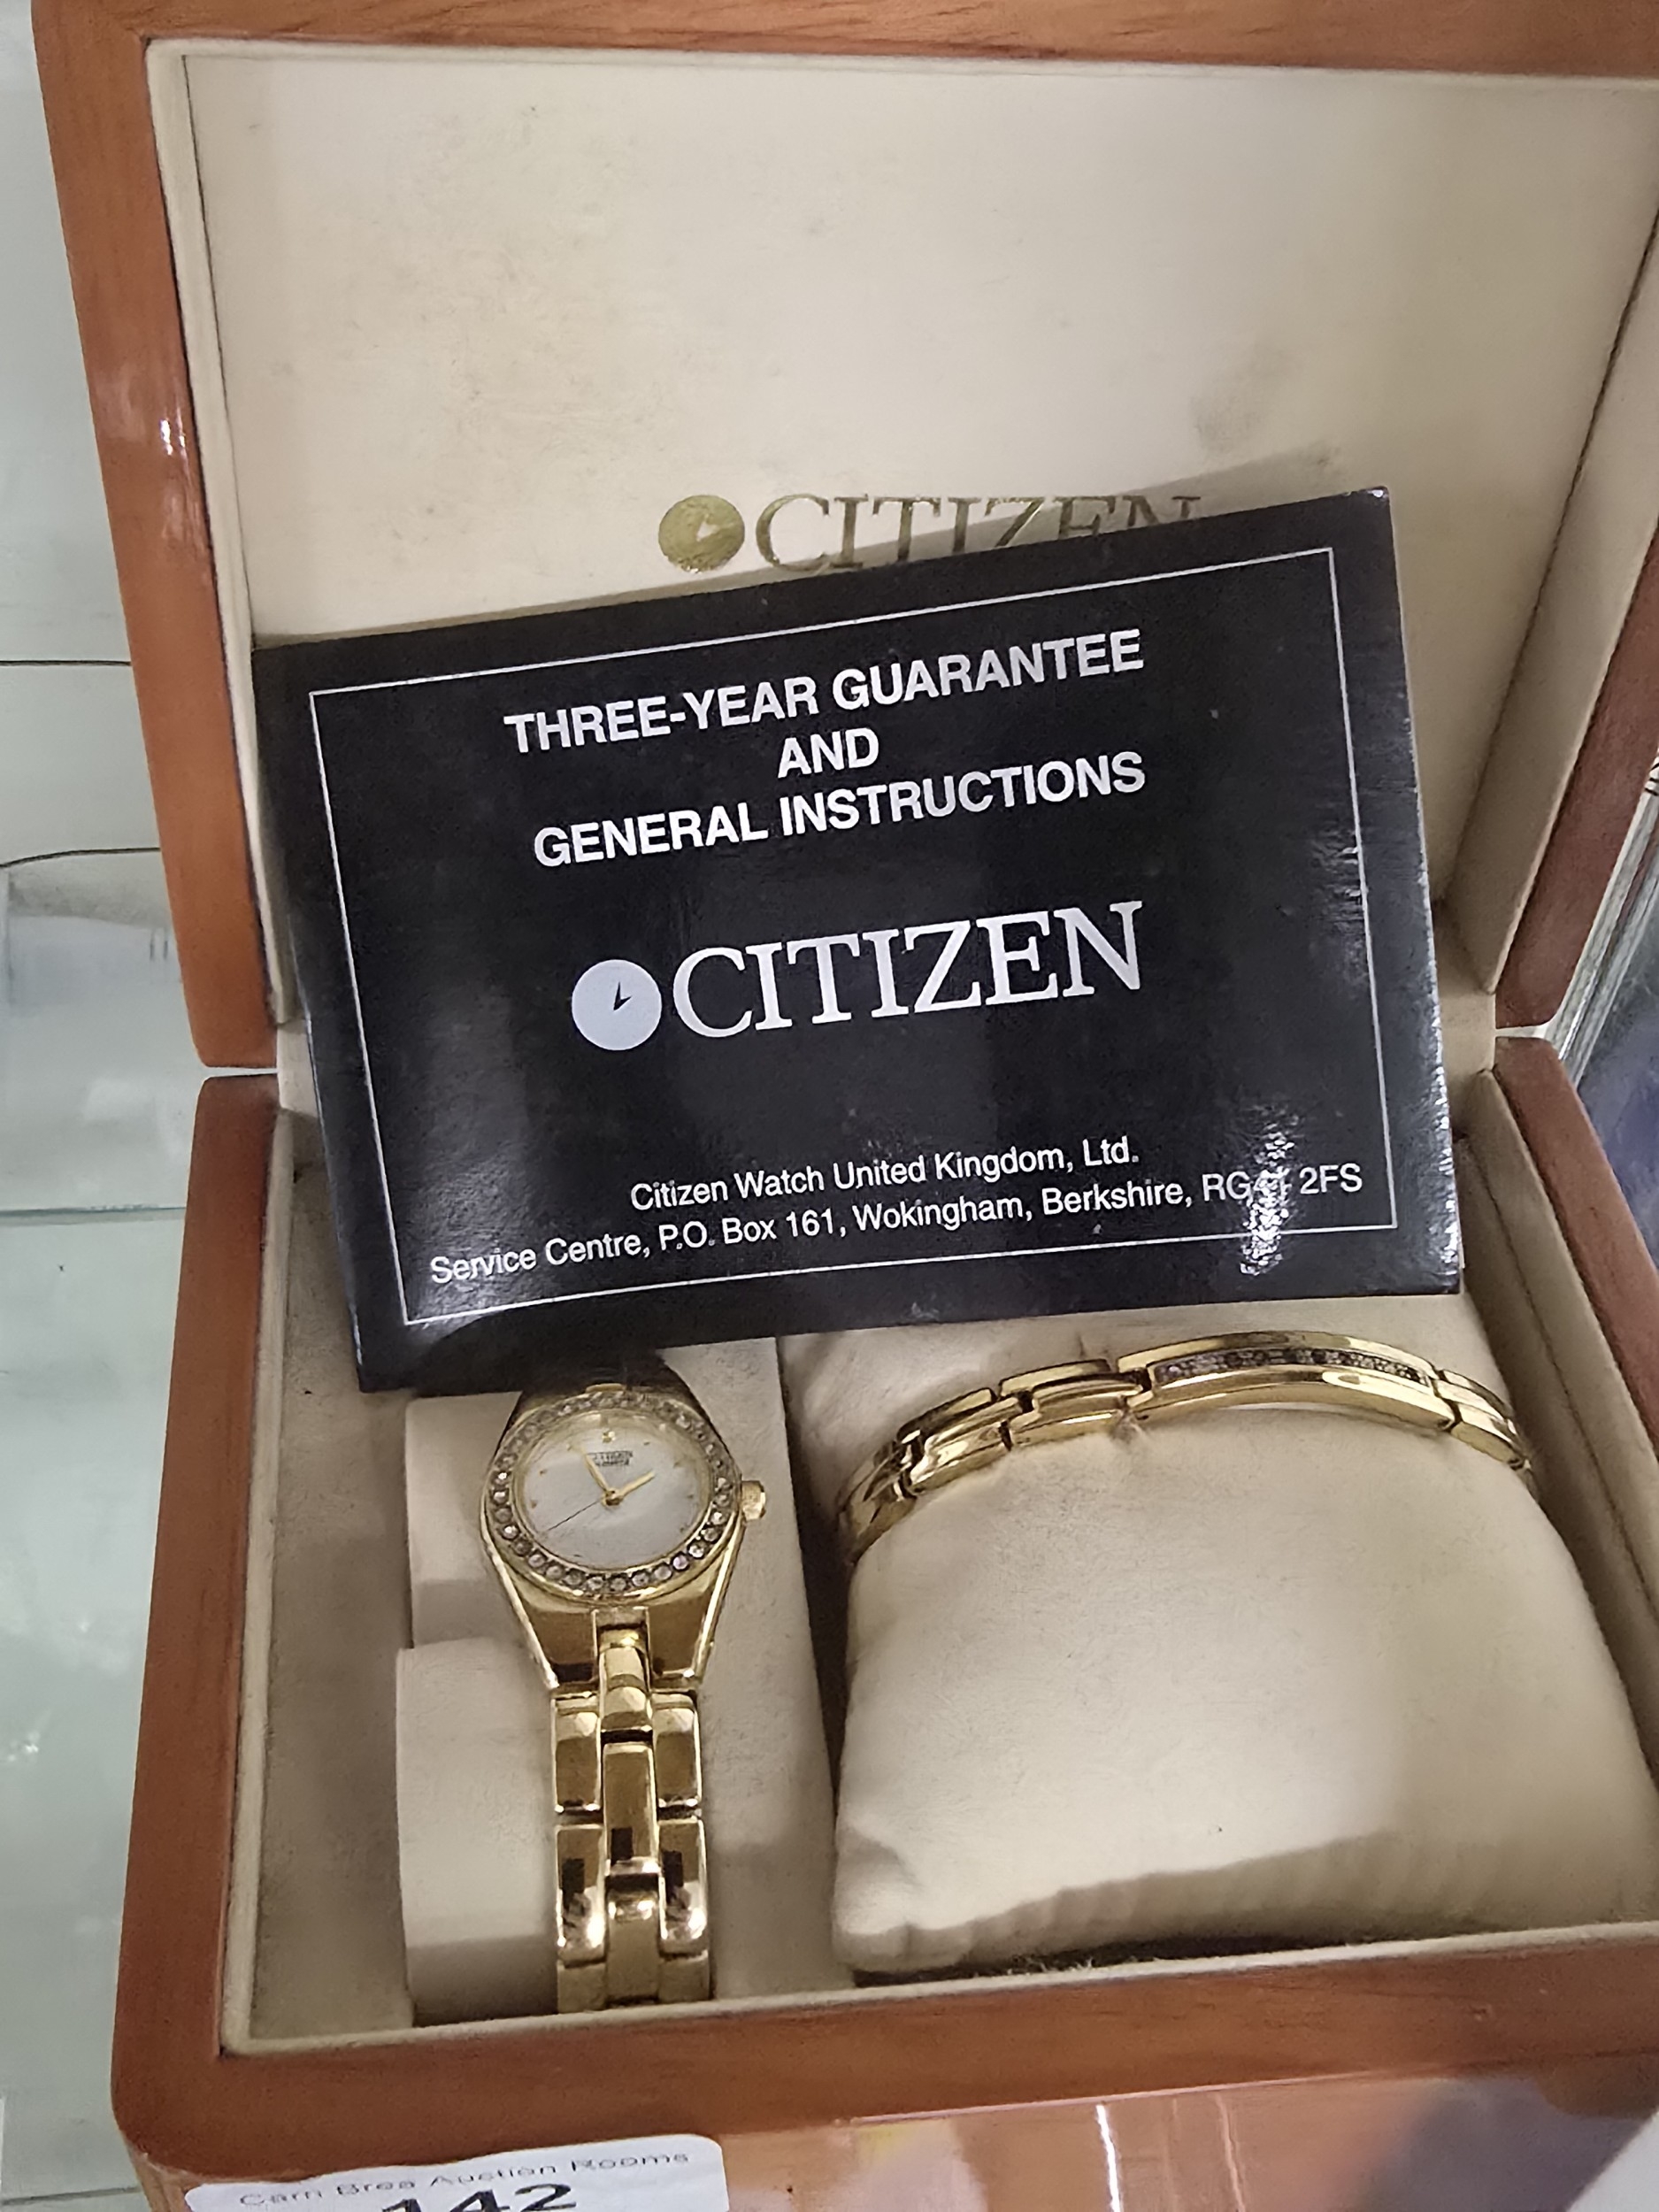 CITIZEN
THREE-YEAR GUARANTEE
AND
GENERAL INSTRUCTIONS
CITIZEN
Citizen Watch United Kingdom, Ltd.
Service Centre, P.O. Box 161, Wokingham, Berkshire, 2FS
CITIZEN
Carn Brea Auction Rooms
142